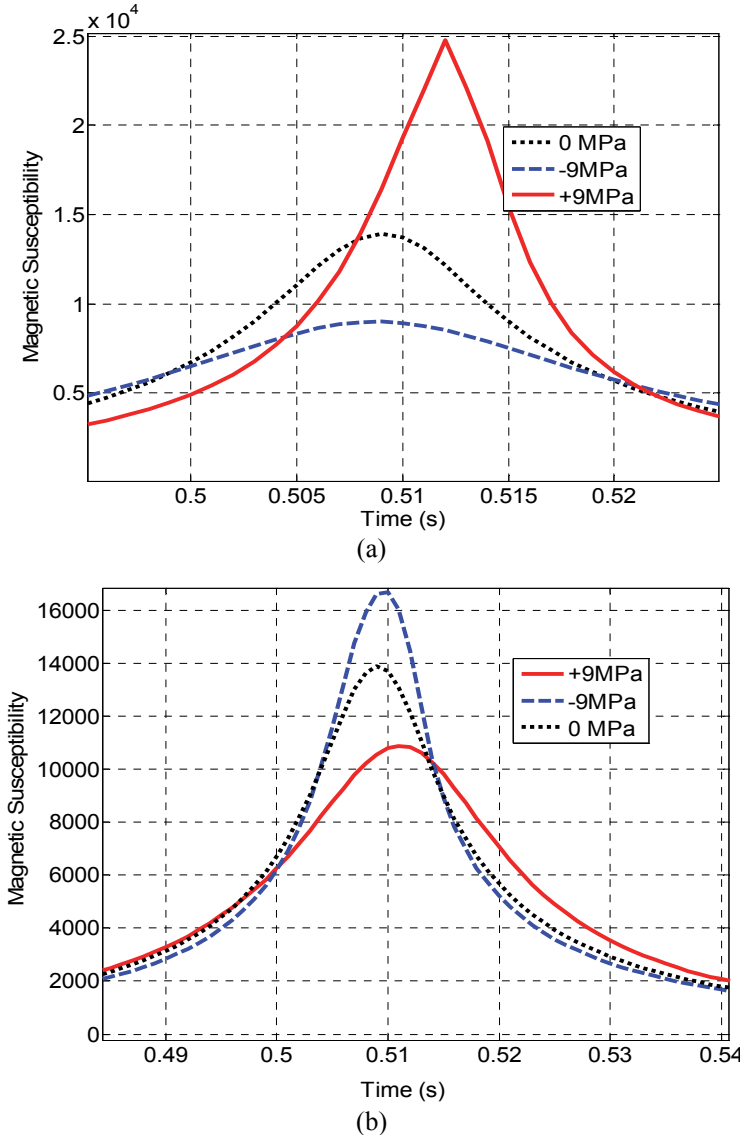 x 10⁴
2.5
2
1.5
1
0.5
Magnetic Susceptibility
0 MPa
-9MPa
+9MPa
0.5 0.505 0.51 0.515 0.52
Time (s)
(a)
16000
14000
12000
10000
8000
6000
4000
2000
0
Magnetic Susceptibility
+9MPa
-9MPa
0 MPa
0.49 0.5 0.51 0.52 0.53 0.54
Time (s)
(b)